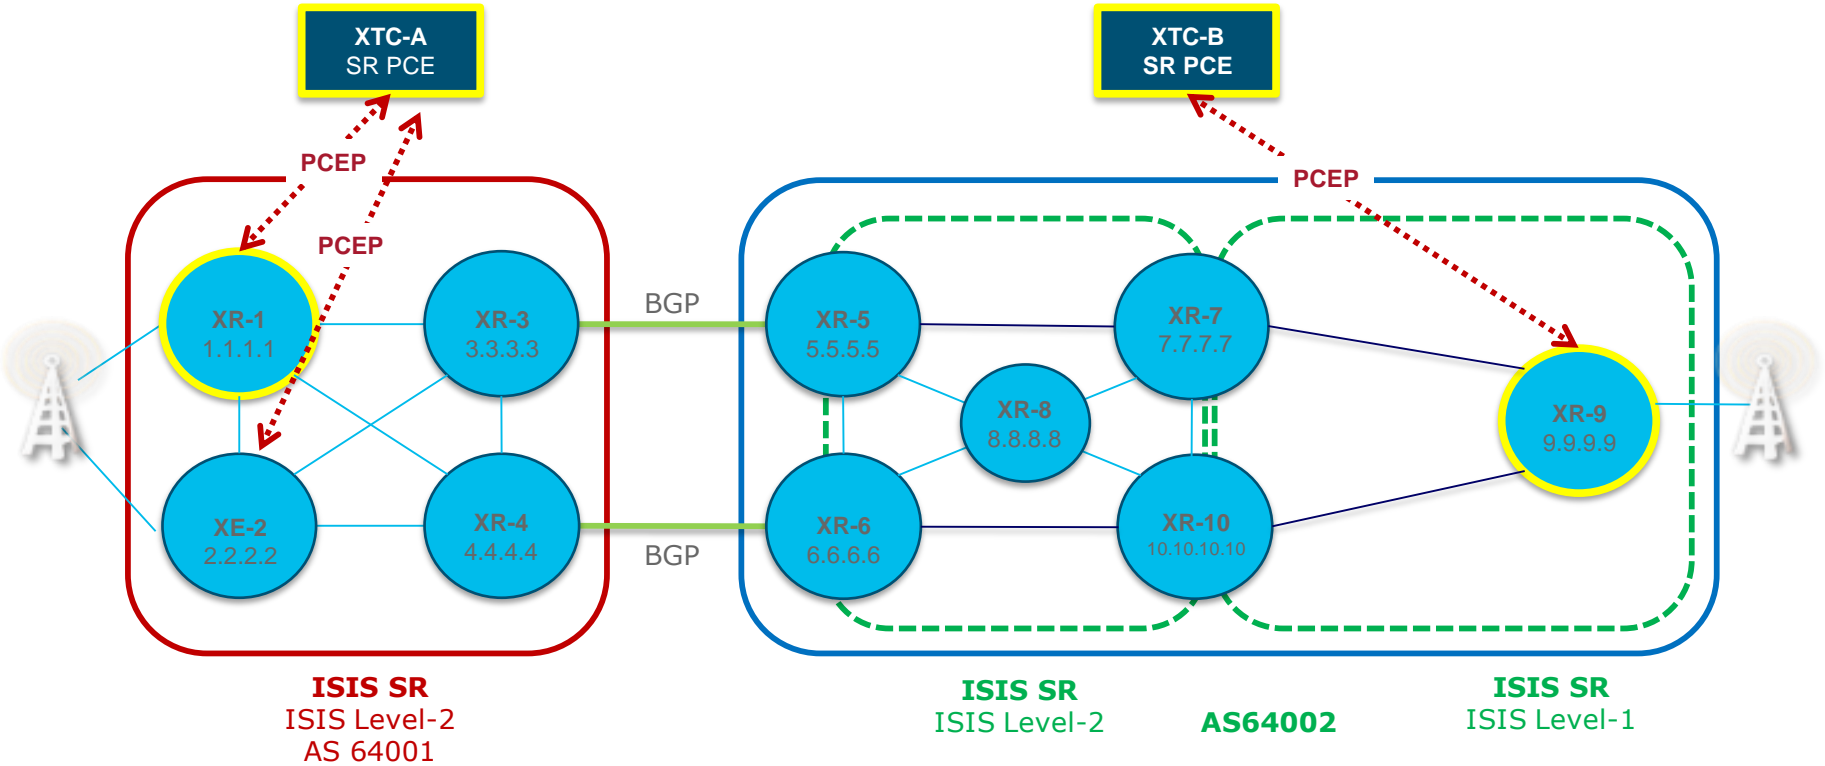 XTC-A
SR PCE
XTC-B
SR PCE
PCEP
PCEP
PCEP
XR-1
1.1.1.1
XR-3
3.3.3.3
BGP
XR-5
5.5.5.5
XR-7
7.7.7.7
XR-8
8.8.8.8
XR-9
9.9.9.9
XE-2
2.2.2.2
XR-4
4.4.4.4
BGP
XR-6
6.6.6.6
XR-10
10.10.10.10
ISIS SR
ISIS Level-2
AS 64001
ISIS SR
ISIS Level-2
AS64002
ISIS SR
ISIS Level-1